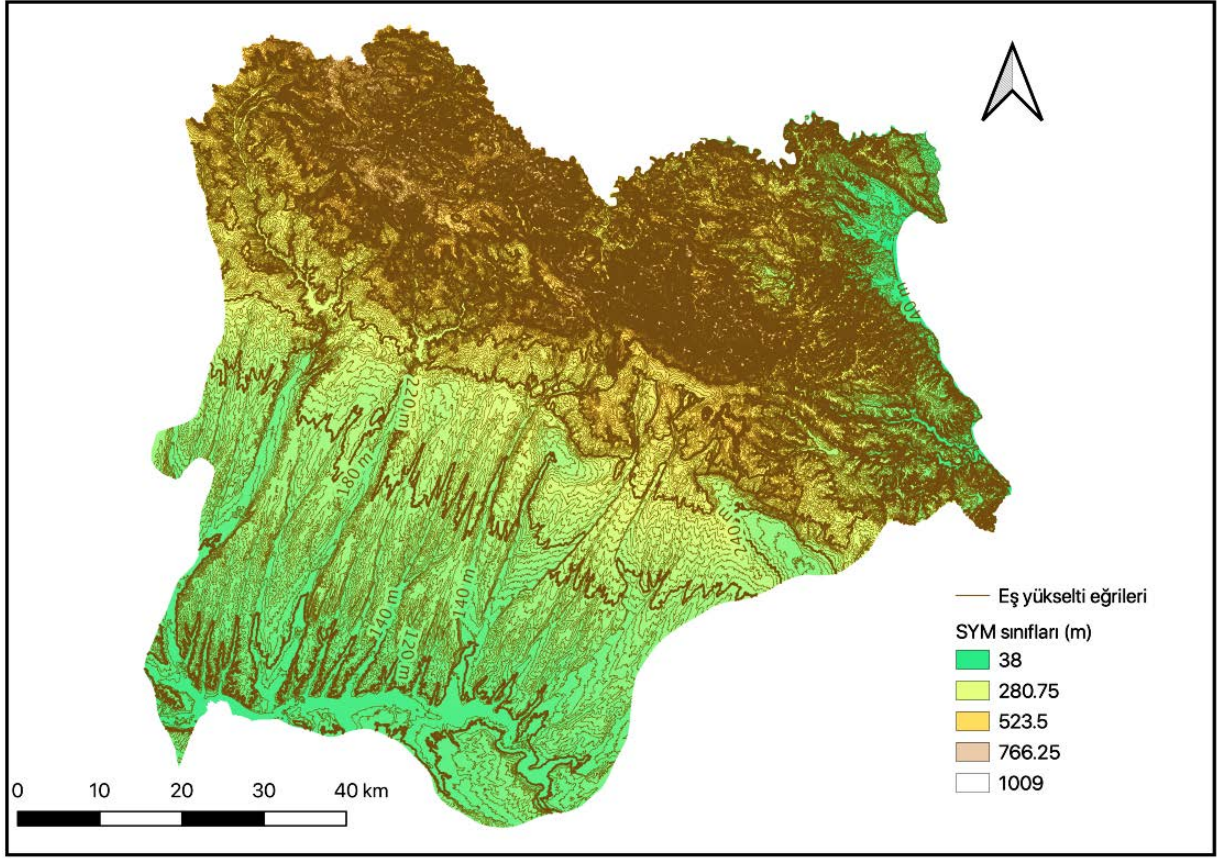 40 m
220 m
180 m
240 m
140 m
140 m
120 m
Eş yükselti eğrileri
SYM sınıfları (m)
38
280.75
523.5
766.25
1009
0 10 20 30 40 km